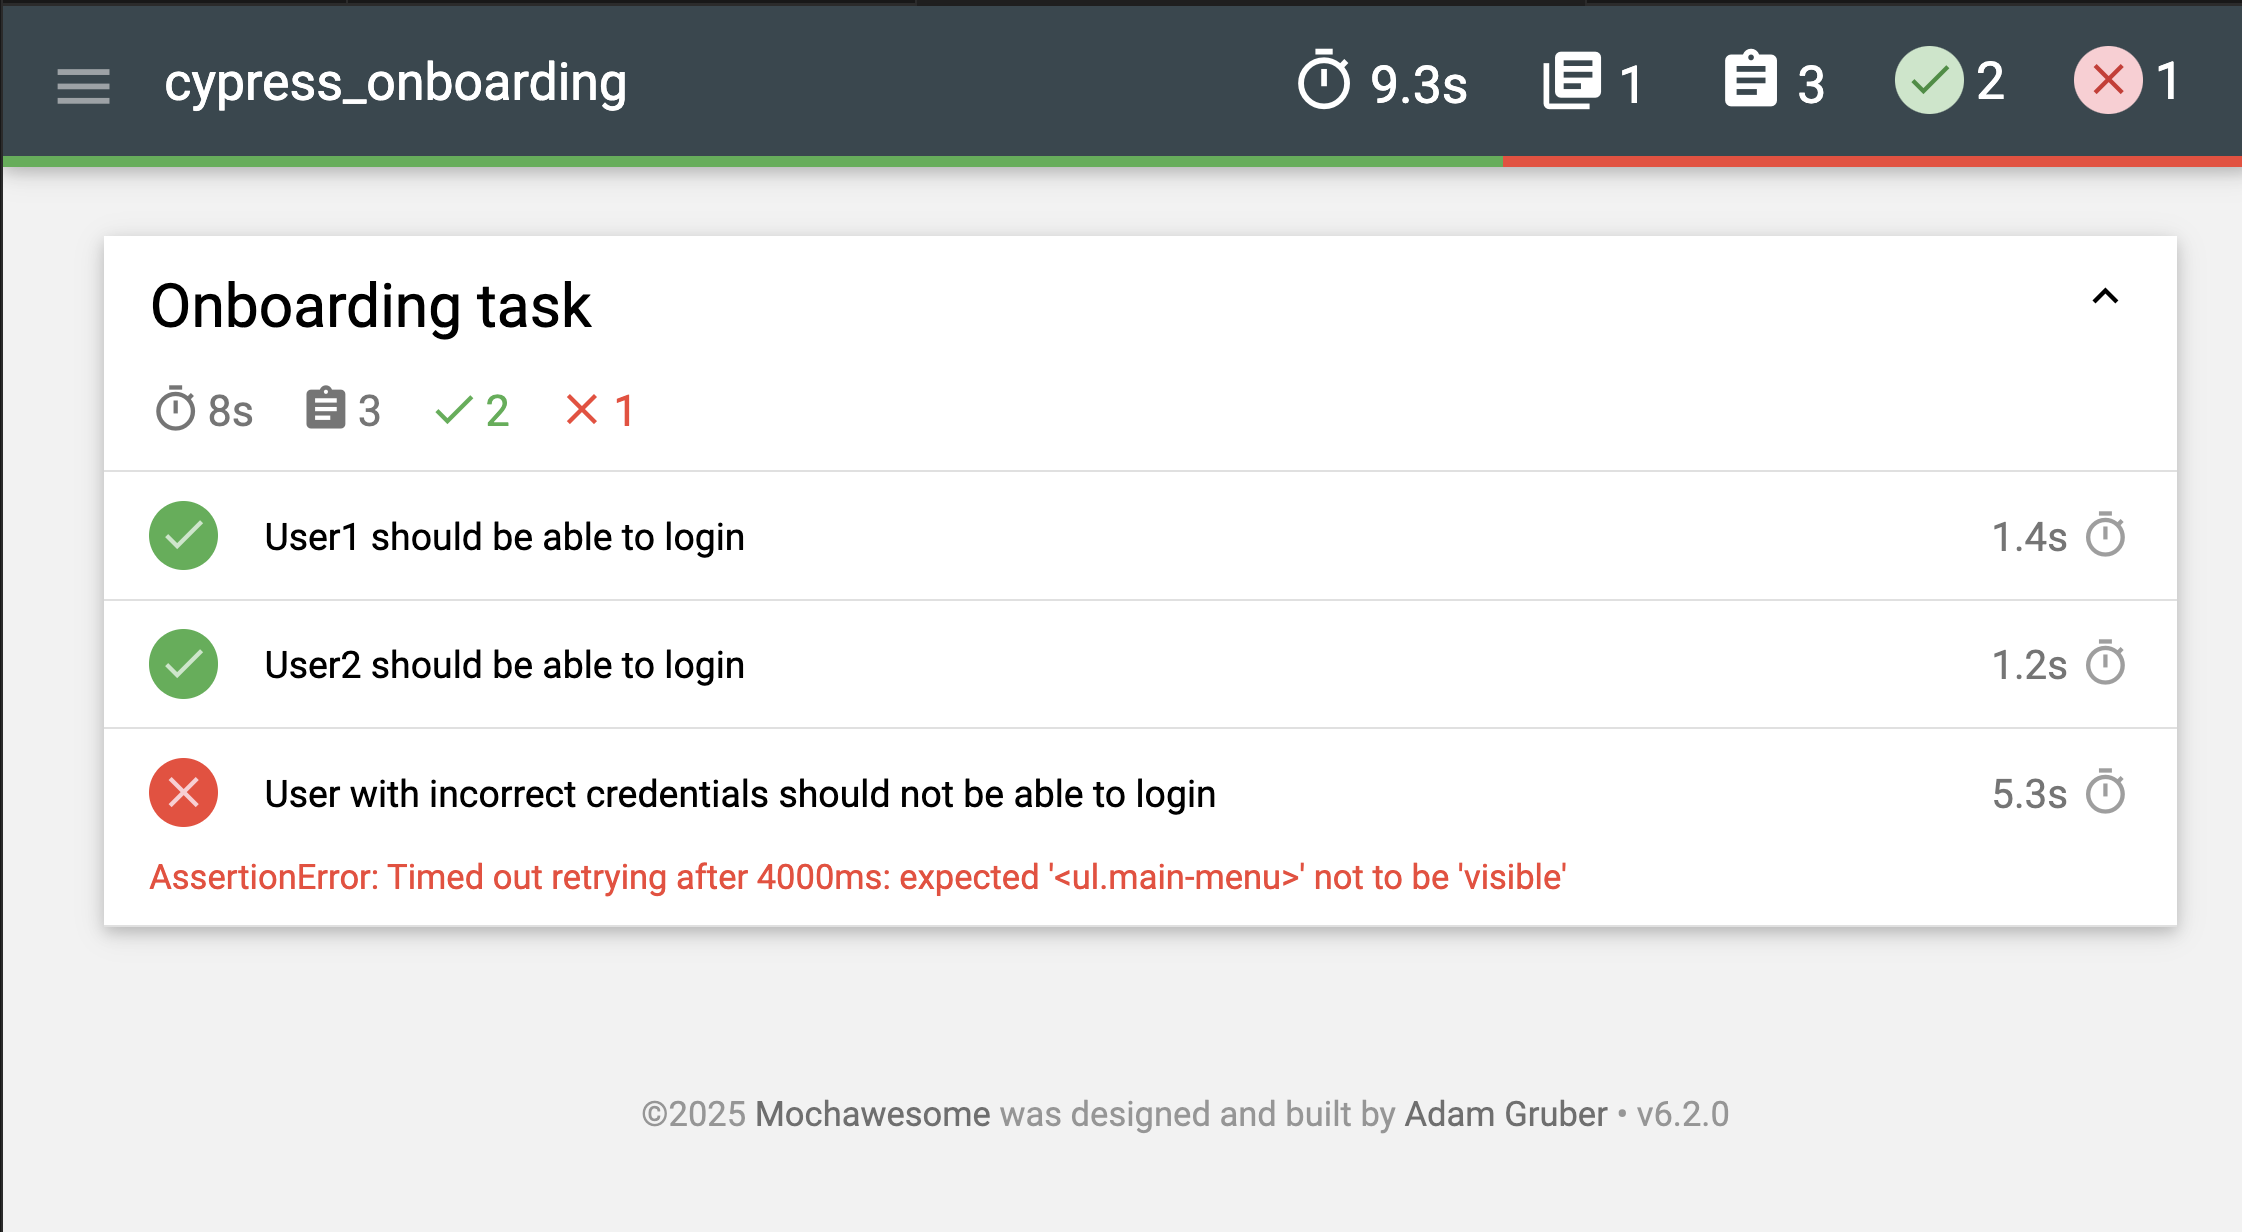 cypress_onboarding 9.3s 1 3 2 1
Onboarding task
8s 3 2 1
User1 should be able to login 1.4s
User2 should be able to login 1.2s
User with incorrect credentials should not be able to login 5.3s
AssertionError: Timed out retrying after 4000ms: expected '<ul.main-menu>' not to be 'visible'
©2025 Mochawesome was designed and built by Adam Gruber • v6.2.0